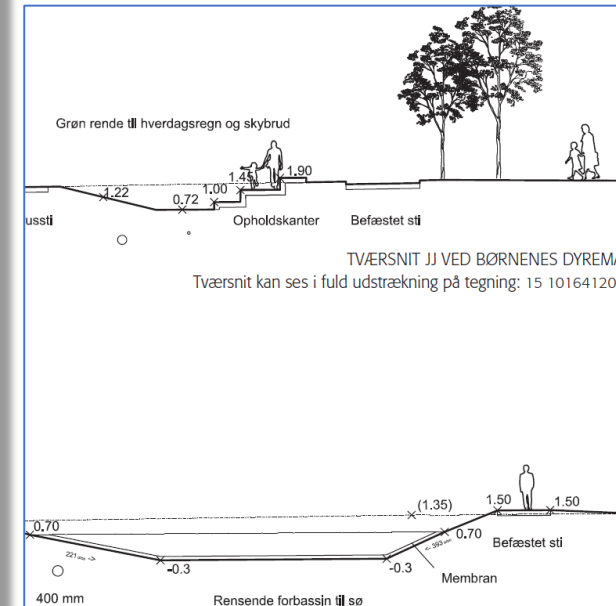 Grøn rende til hverdagsregn og skybrud
1.90
1.45
1.22
1.00
0.72
ussti
Opholdskanter
Befæstet sti
TVÆRSNIT JJ VED BØRNENES DYREMA
Tværsnit kan ses i fuld udstrækning på tegning: 15 10164120
(1.35)
1.50
1.50
0.70
0.70
Befæstet sti
221 ‰ ->
<- 393 ‰
-0.3
-0.3
Membran
400 mm
Rensende forbassin til sø